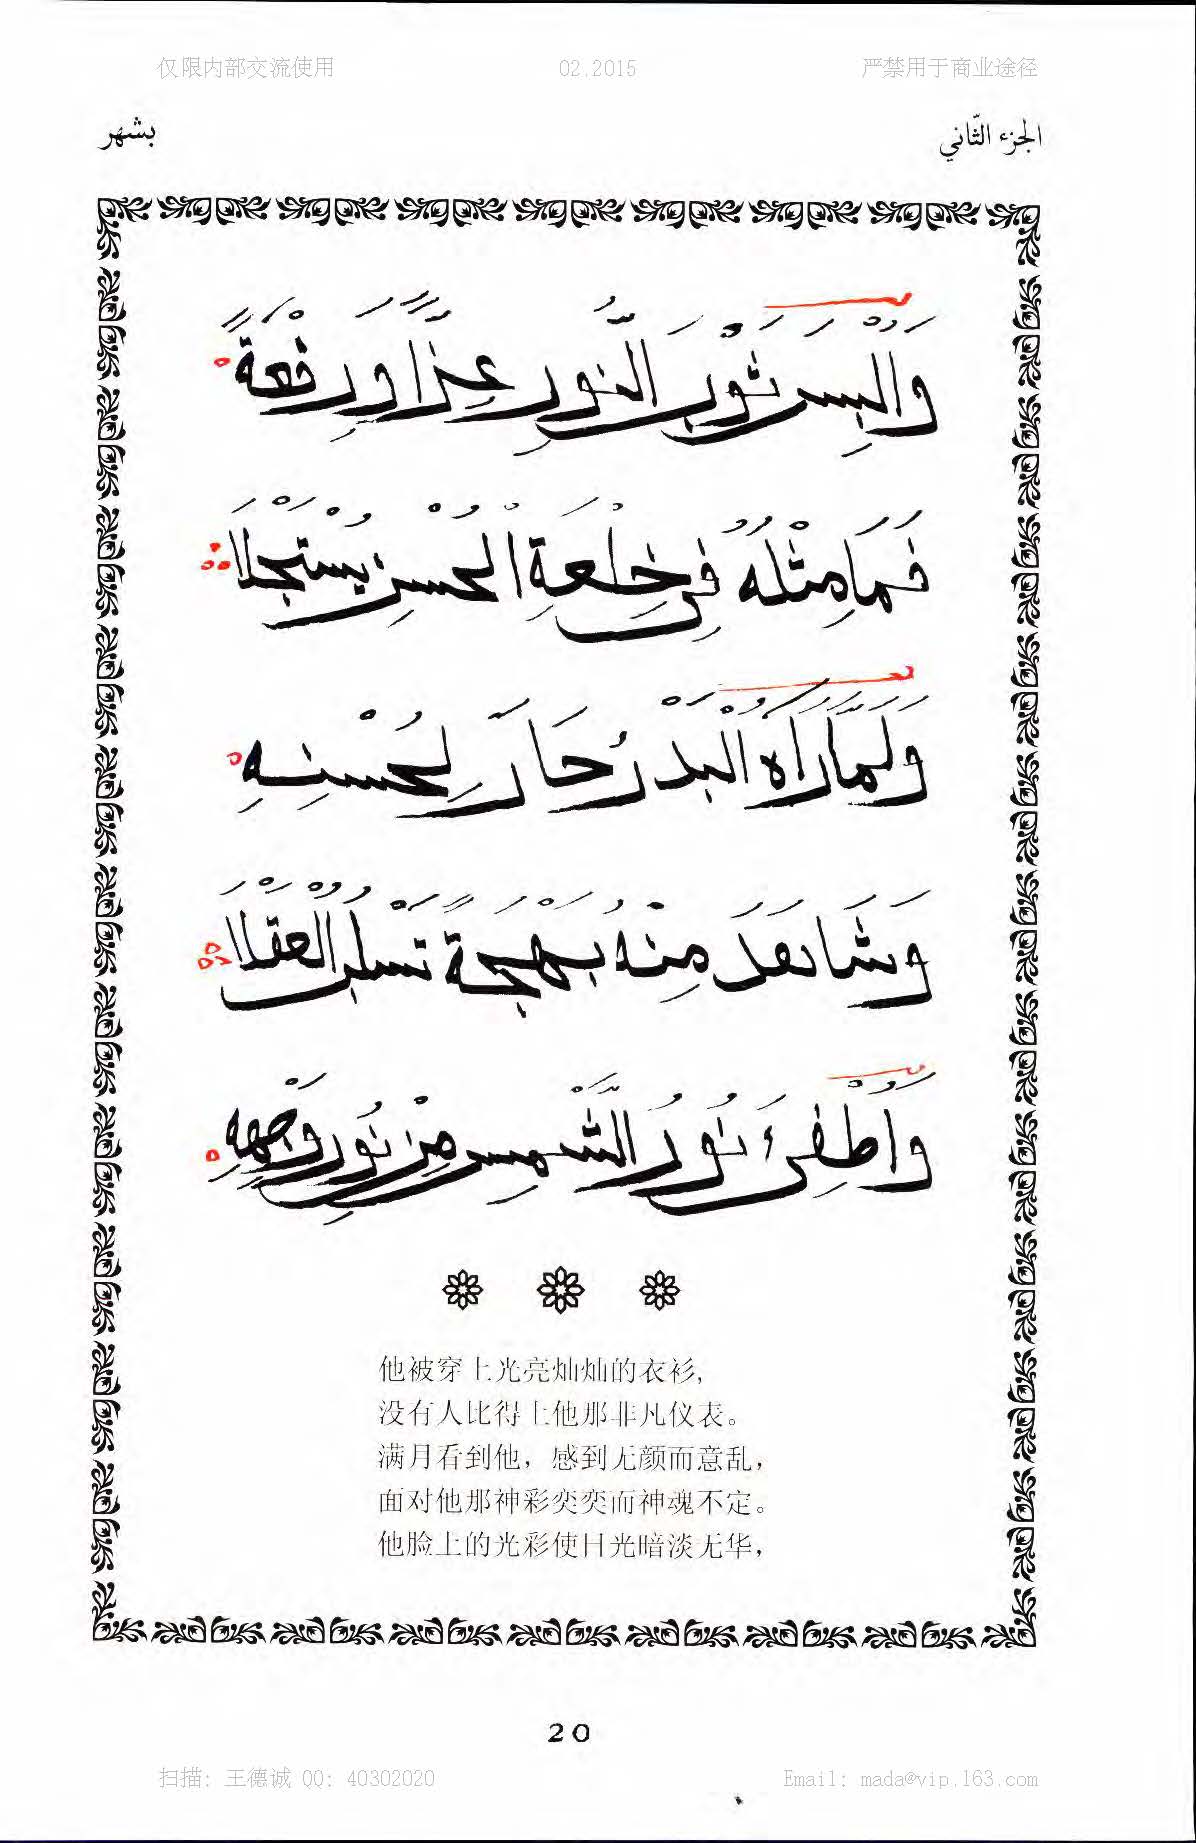 仅限内部交流使用 02.2015 严禁用于商业途径
الجزء الثّاني بشهر
وَأُلْبِسَ ثَوْبَ النُّورِ عِزًّا وَرِفْعَةً
فَمَا مِثْلُهُ فِي خِلْعَةِ الْحُسْنِ يُسْتَجْلَا
وَلَمَّا رَاٰهُ الْبَدْرُ حَارَ لِحُسْنِهِ
وَشَاهَدَ مِنْهُ بَهْجَةً تَسْلُبُ الْعَقْلَا
وَأُطْفِئَ نُورُ الشَّمْسِ مِنْ نُورِ وَجْهِهِ
他被穿上光亮灿灿的衣衫,
没有人比得上他那非凡仪表。
满月看到他，感到无颜而意乱，
面对他那神彩奕奕而神魂不定。
他脸上的光彩使日光暗淡无华，
20
扫描: 王德诚 QQ: 40302020 Email: mada@vip.163.com